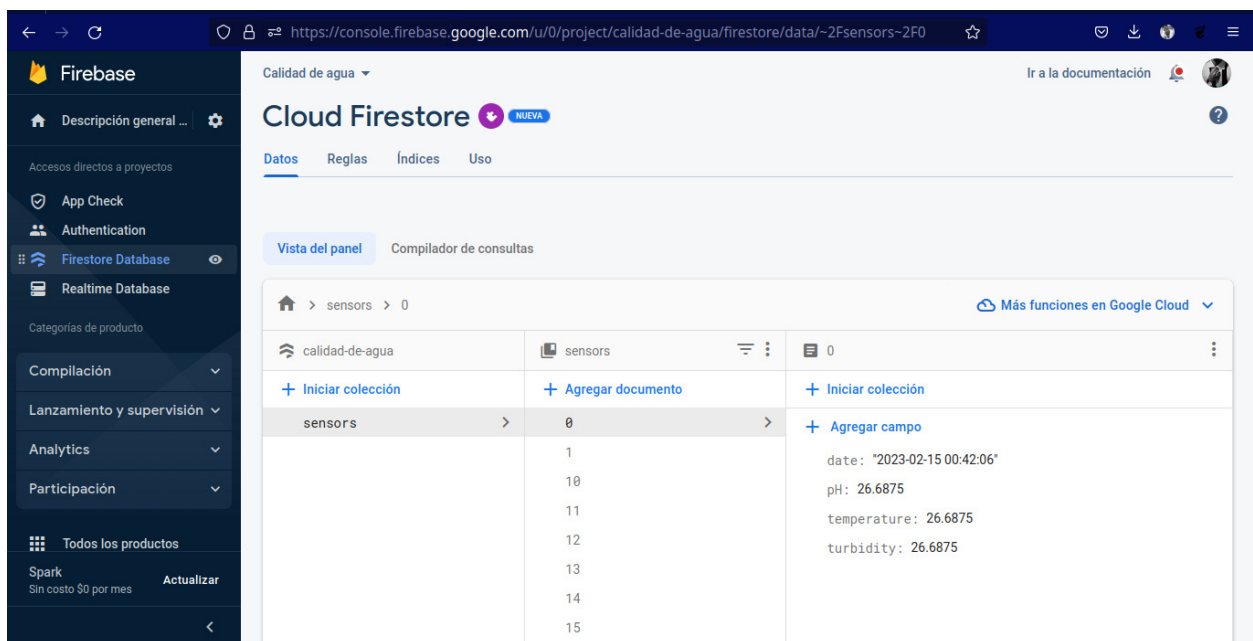 https://console.firebase.google.com/u/0/project/calidad-de-agua/firestore/data/~2Fsensors~2F0
Firebase
Descripción general ...
Accesos directos a proyectos
App Check
Authentication
Firestore Database
Realtime Database
Categorías de producto
Compilación
Lanzamiento y supervisión
Analytics
Participación
Todos los productos
Spark
Sin costo $0 por mes
Actualizar
Calidad de agua
Ir a la documentación
Cloud Firestore
NUEVA
Datos Reglas Índices Uso
Vista del panel Compilador de consultas
sensors > 0
Más funciones en Google Cloud
calidad-de-agua
Iniciar colección
sensors
sensors
Agregar documento
0
1
10
11
12
13
14
15
0
Iniciar colección
Agregar campo
date: "2023-02-15 00:42:06"
pH: 26.6875
temperature: 26.6875
turbidity: 26.6875